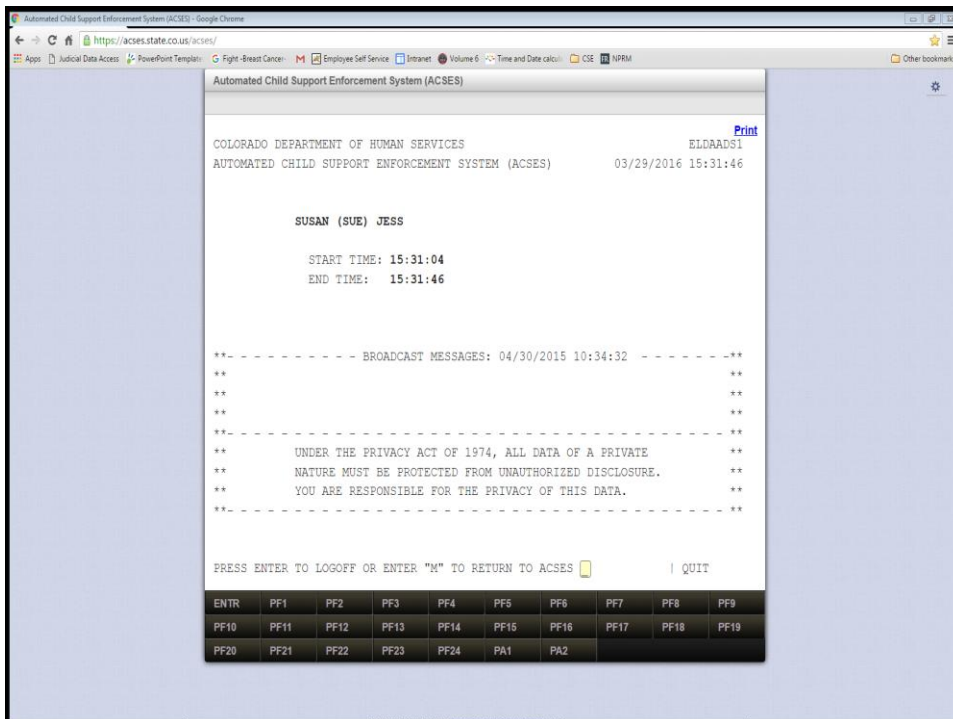 Automated Child Support Enforcement System (ACSES) - Google Chrome
https://acses.state.co.us/acses/
Apps Judicial Data Access PowerPoint Templat G Fight -Breast Cancer- M Employee Self Service Intranet Volume 6 Time and Date calcul CSE NPRM Other bookmark
Automated Child Support Enforcement System (ACSES)
Print
COLORADO DEPARTMENT OF HUMAN SERVICES ELDAADS1
AUTOMATED CHILD SUPPORT ENFORCEMENT SYSTEM (ACSES) 03/29/2016 15:31:46
SUSAN (SUE) JESS
START TIME: 15:31:04
END TIME: 15:31:46
**- - - - - - - - - - BROADCAST MESSAGES: 04/30/2015 10:34:32 - - - - - - -**
** **
** **
** **
**- - - - - - - - - - - - - - - - - - - - - - - - - - - - - - - - - - - - - **
** UNDER THE PRIVACY ACT OF 1974, ALL DATA OF A PRIVATE **
** NATURE MUST BE PROTECTED FROM UNAUTHORIZED DISCLOSURE. **
** YOU ARE RESPONSIBLE FOR THE PRIVACY OF THIS DATA. **
**- - - - - - - - - - - - - - - - - - - - - - - - - - - - - - - - - - - - - **
PRESS ENTER TO LOGOFF OR ENTER "M" TO RETURN TO ACSES _ | QUIT
ENTR PF1 PF2 PF3 PF4 PF5 PF6 PF7 PF8 PF9
PF10 PF11 PF12 PF13 PF14 PF15 PF16 PF17 PF18 PF19
PF20 PF21 PF22 PF23 PF24 PA1 PA2